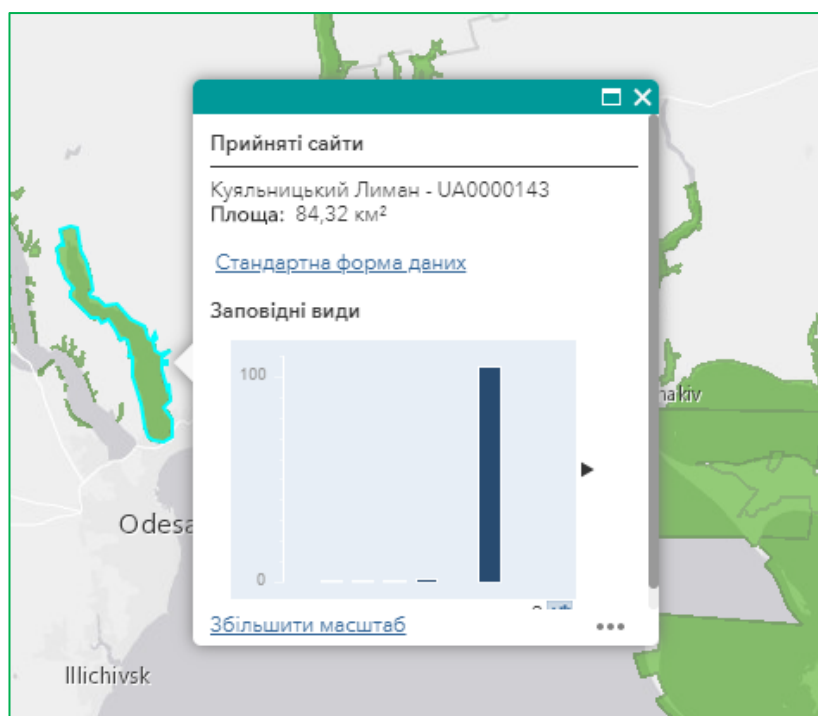 Прийняті сайти
Куяльницький Лиман - UA0000143
Площа: 84,32 км²
Стандартна форма даних
Заповідні види
100
0
Збільшити масштаб
Odesa
Illichivsk